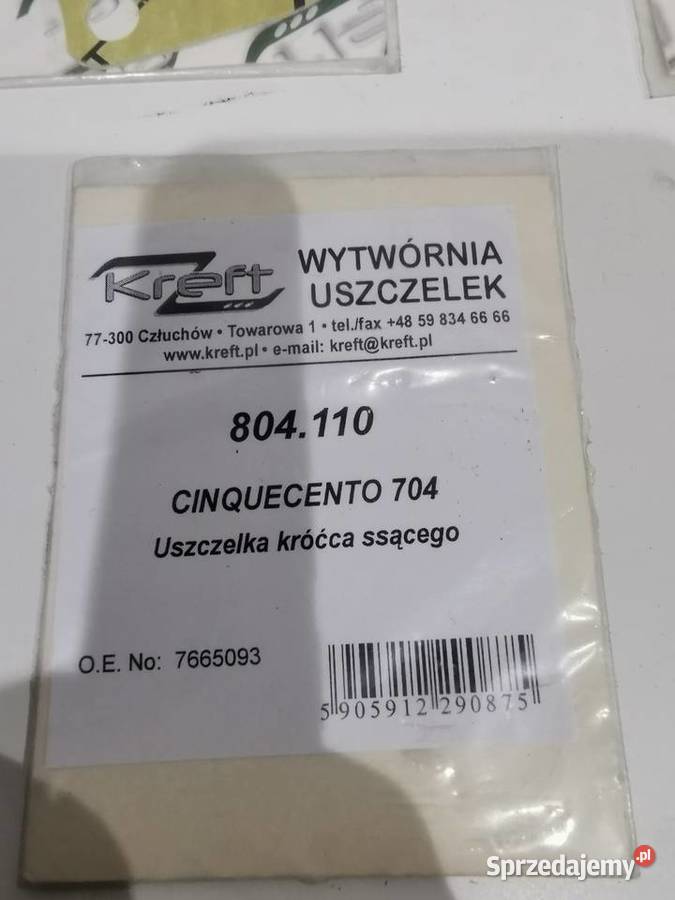 Kreft
WYTWÓRNIA
USZCZELEK
77-300 Człuchów • Towarowa 1 • tel./fax +48 59 834 66 66
www.kreft.pl • e-mail: kreft@kreft.pl
804.110
CINQUECENTO 704
Uszczelka króćca ssącego
O.E. No: 7665093
5 905912 290875
Sprzedajemy.pl